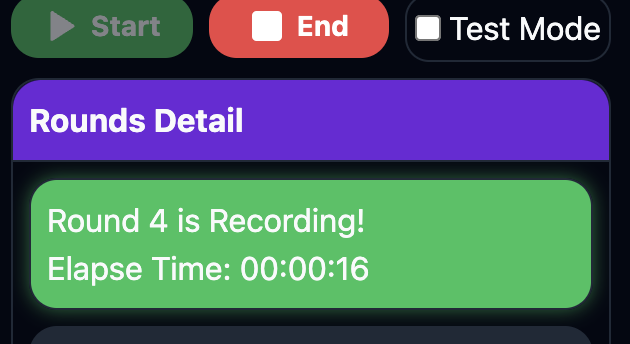 Start
End
Test Mode
Rounds Detail
Round 4 is Recording!
Elapse Time: 00:00:16